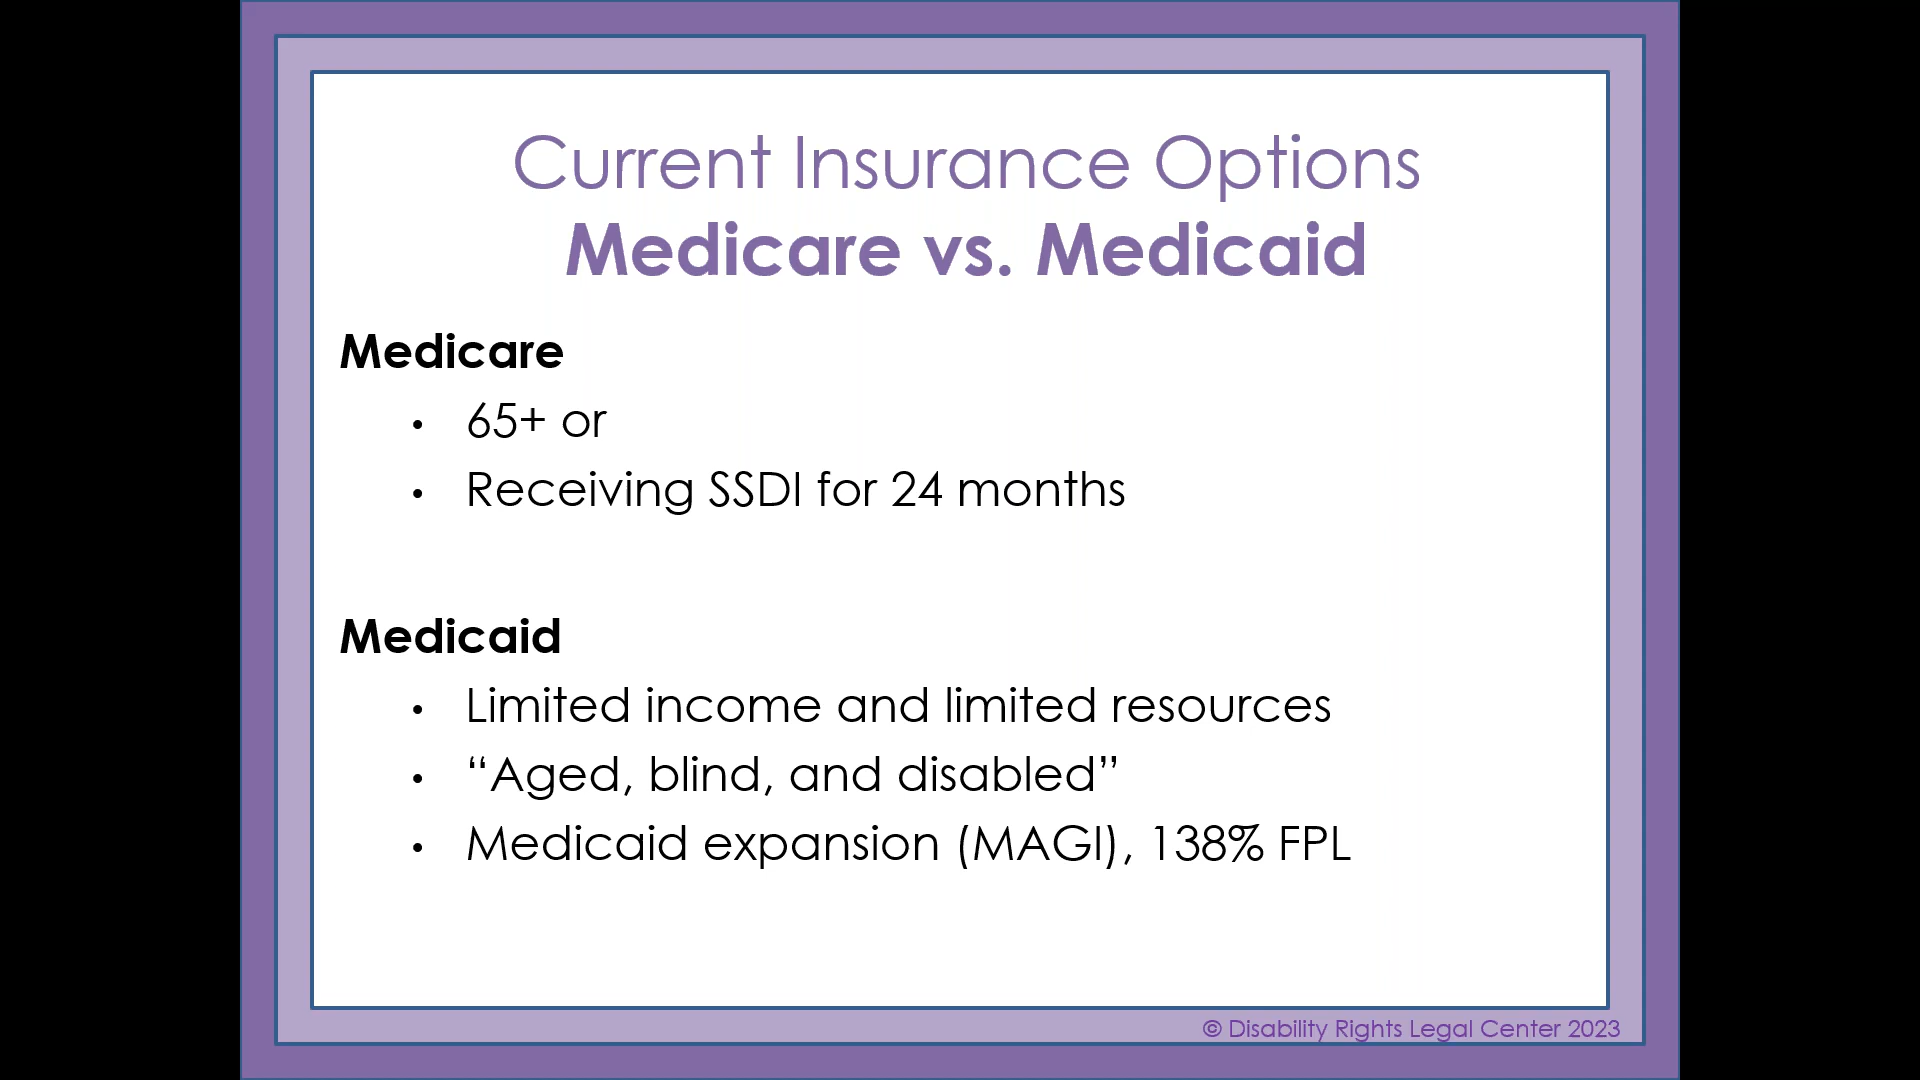 Current Insurance Options
Medicare vs. Medicaid
Medicare
• 65+ or
• Receiving SSDI for 24 months
Medicaid
• Limited income and limited resources
• “Aged, blind, and disabled”
• Medicaid expansion (MAGI), 138% FPL
© Disability Rights Legal Center 2023